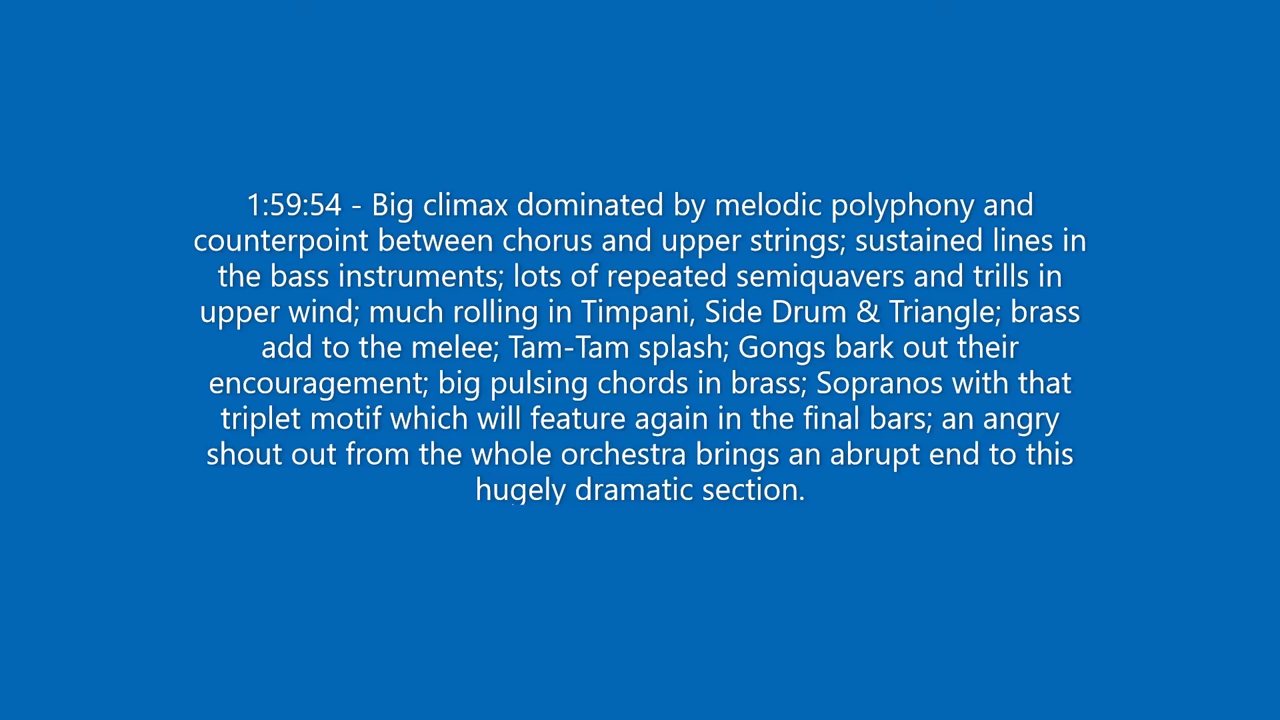 1:59:54 - Big climax dominated by melodic polyphony and
counterpoint between chorus and upper strings; sustained lines in
the bass instruments; lots of repeated semiquavers and trills in
upper wind; much rolling in Timpani, Side Drum & Triangle; brass
add to the melee; Tam-Tam splash; Gongs bark out their
encouragement; big pulsing chords in brass; Sopranos with that
triplet motif which will feature again in the final bars; an angry
shout out from the whole orchestra brings an abrupt end to this
hugely dramatic section.